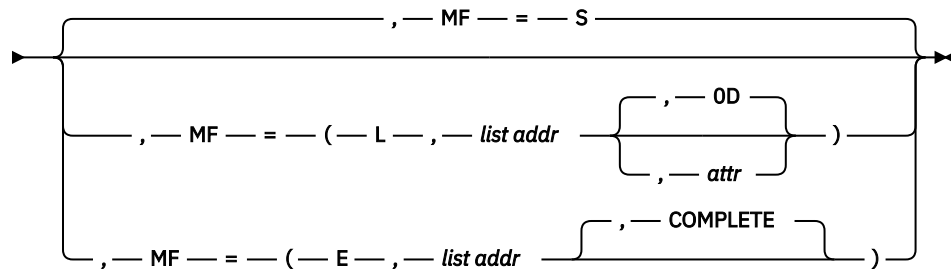 , MF = S
, 0D
, MF = ( L , list addr )
, attr
, COMPLETE
, MF = ( E , list addr )